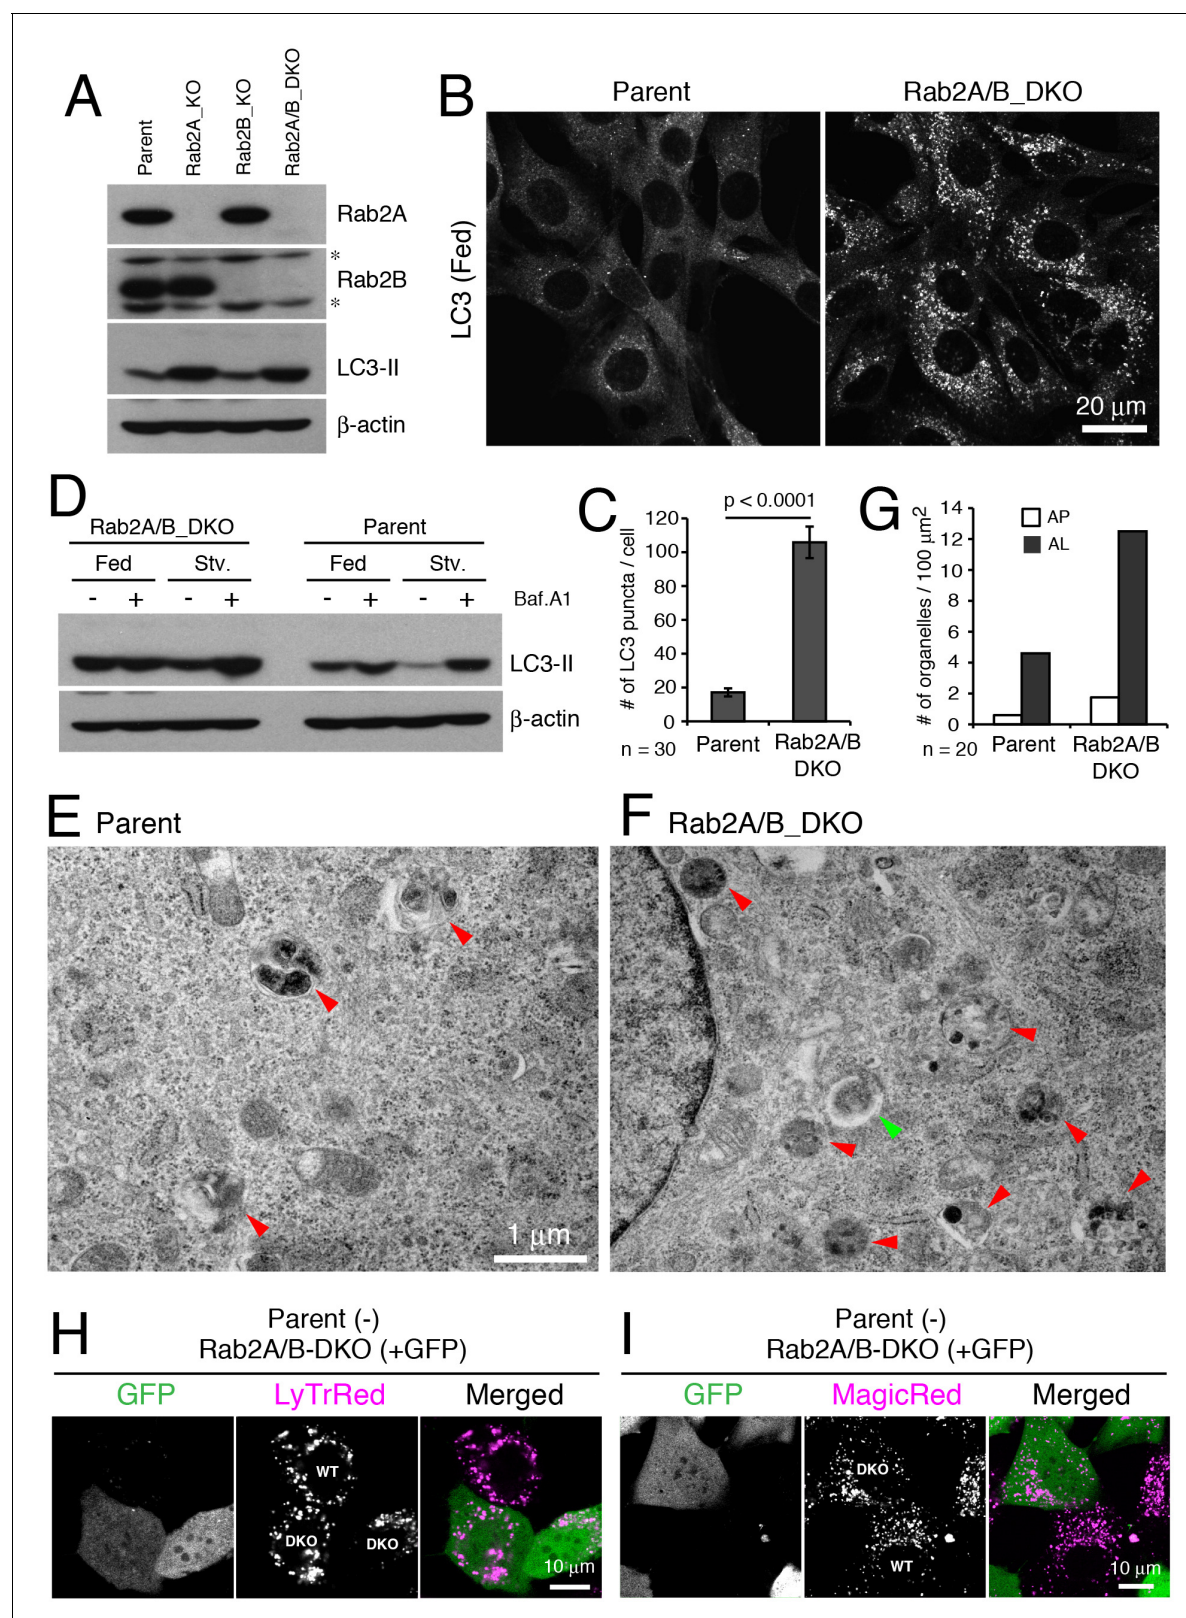 A
Parent
Rab2A_KO
Rab2B_KO
Rab2A/B_DKO
Rab2A
*
Rab2B
*
LC3-II
β-actin
B
Parent
Rab2A/B_DKO
LC3 (Fed)
20 μm
D
Rab2A/B_DKO
Parent
Fed
Stv.
Fed
Stv.
- + - + - + - + Baf.A1
LC3-II
β-actin
C
p < 0.0001
# of LC3 puncta / cell
120
100
80
60
40
20
0
n = 30
Parent
Rab2A/B
DKO
G
# of organelles / 100 μm²
14
12
10
8
6
4
2
0
AP
AL
n = 20
Parent
Rab2A/B
DKO
E Parent
1 μm
F Rab2A/B_DKO
H
Parent (-)
Rab2A/B-DKO (+GFP)
GFP LyTrRed Merged
WT
DKO
DKO
10 μm
I
Parent (-)
Rab2A/B-DKO (+GFP)
GFP MagicRed Merged
DKO
WT
10 μm